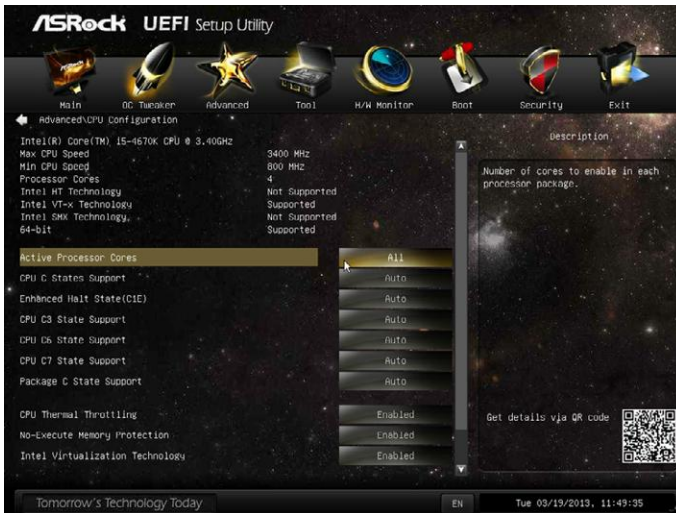 ASRock UEFI Setup Utility
Main OC Tweaker Advanced Tool H/W Monitor Boot Security Exit
Advanced\CPU Configuration
Description
Intel(R) Core(TM) i5-4670K CPU @ 3.40GHz
Max CPU Speed 3400 MHz
Min CPU Speed 800 MHz
Processor Cores 4
Intel HT Technology Not Supported
Intel VT-x Technology Supported
Intel SMX Technology Not Supported
64-bit Supported
Number of cores to enable in each
processor package.
Active Processor Cores All
CPU C States Support Auto
Enhanced Halt State(C1E) Auto
CPU C3 State Support Auto
CPU C6 State Support Auto
CPU C7 State Support Auto
Package C State Support Auto
CPU Thermal Throttling Enabled
No-Execute Memory Protection Enabled
Intel Virtualization Technology Enabled
Get details via QR code
Tomorrow's Technology Today
EN
Tue 03/19/2013, 11:49:35